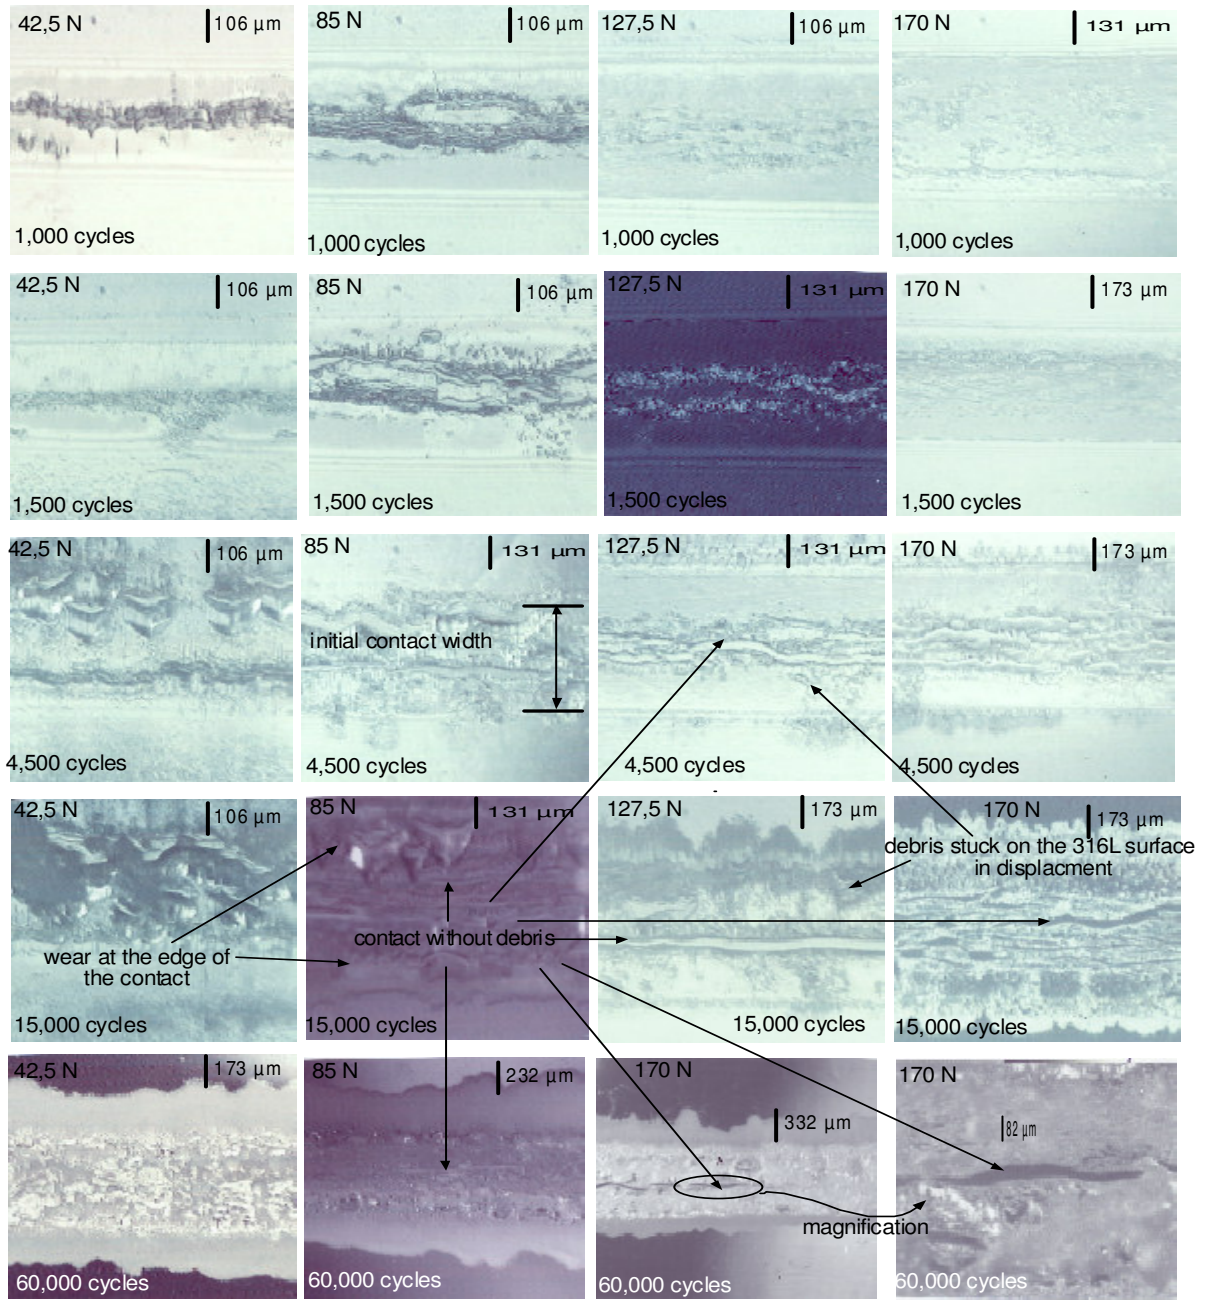 42,5 N
106 µm
1,000 cycles
85 N
106 µm
1,000 cycles
127,5 N
106 µm
1,000 cycles
170 N
131 µm
1,000 cycles
42,5 N
106 µm
1,500 cycles
85 N
106 µm
1,500 cycles
127,5 N
131 µm
1,500 cycles
170 N
173 µm
1,500 cycles
42,5 N
106 µm
4,500 cycles
85 N
131 µm
initial contact width
4,500 cycles
127,5 N
131 µm
4,500 cycles
170 N
173 µm
4,500 cycles
42,5 N
106 µm
wear at the edge of
the contact
15,000 cycles
85 N
131 µm
contact without debris
15,000 cycles
127,5 N
173 µm
15,000 cycles
170 N
173 µm
debris stuck on the 316L surface
in displacment
15,000 cycles
42,5 N
173 µm
60,000 cycles
85 N
232 µm
60,000 cycles
170 N
332 µm
magnification
60,000 cycles
170 N
82 µm
60,000 cycles